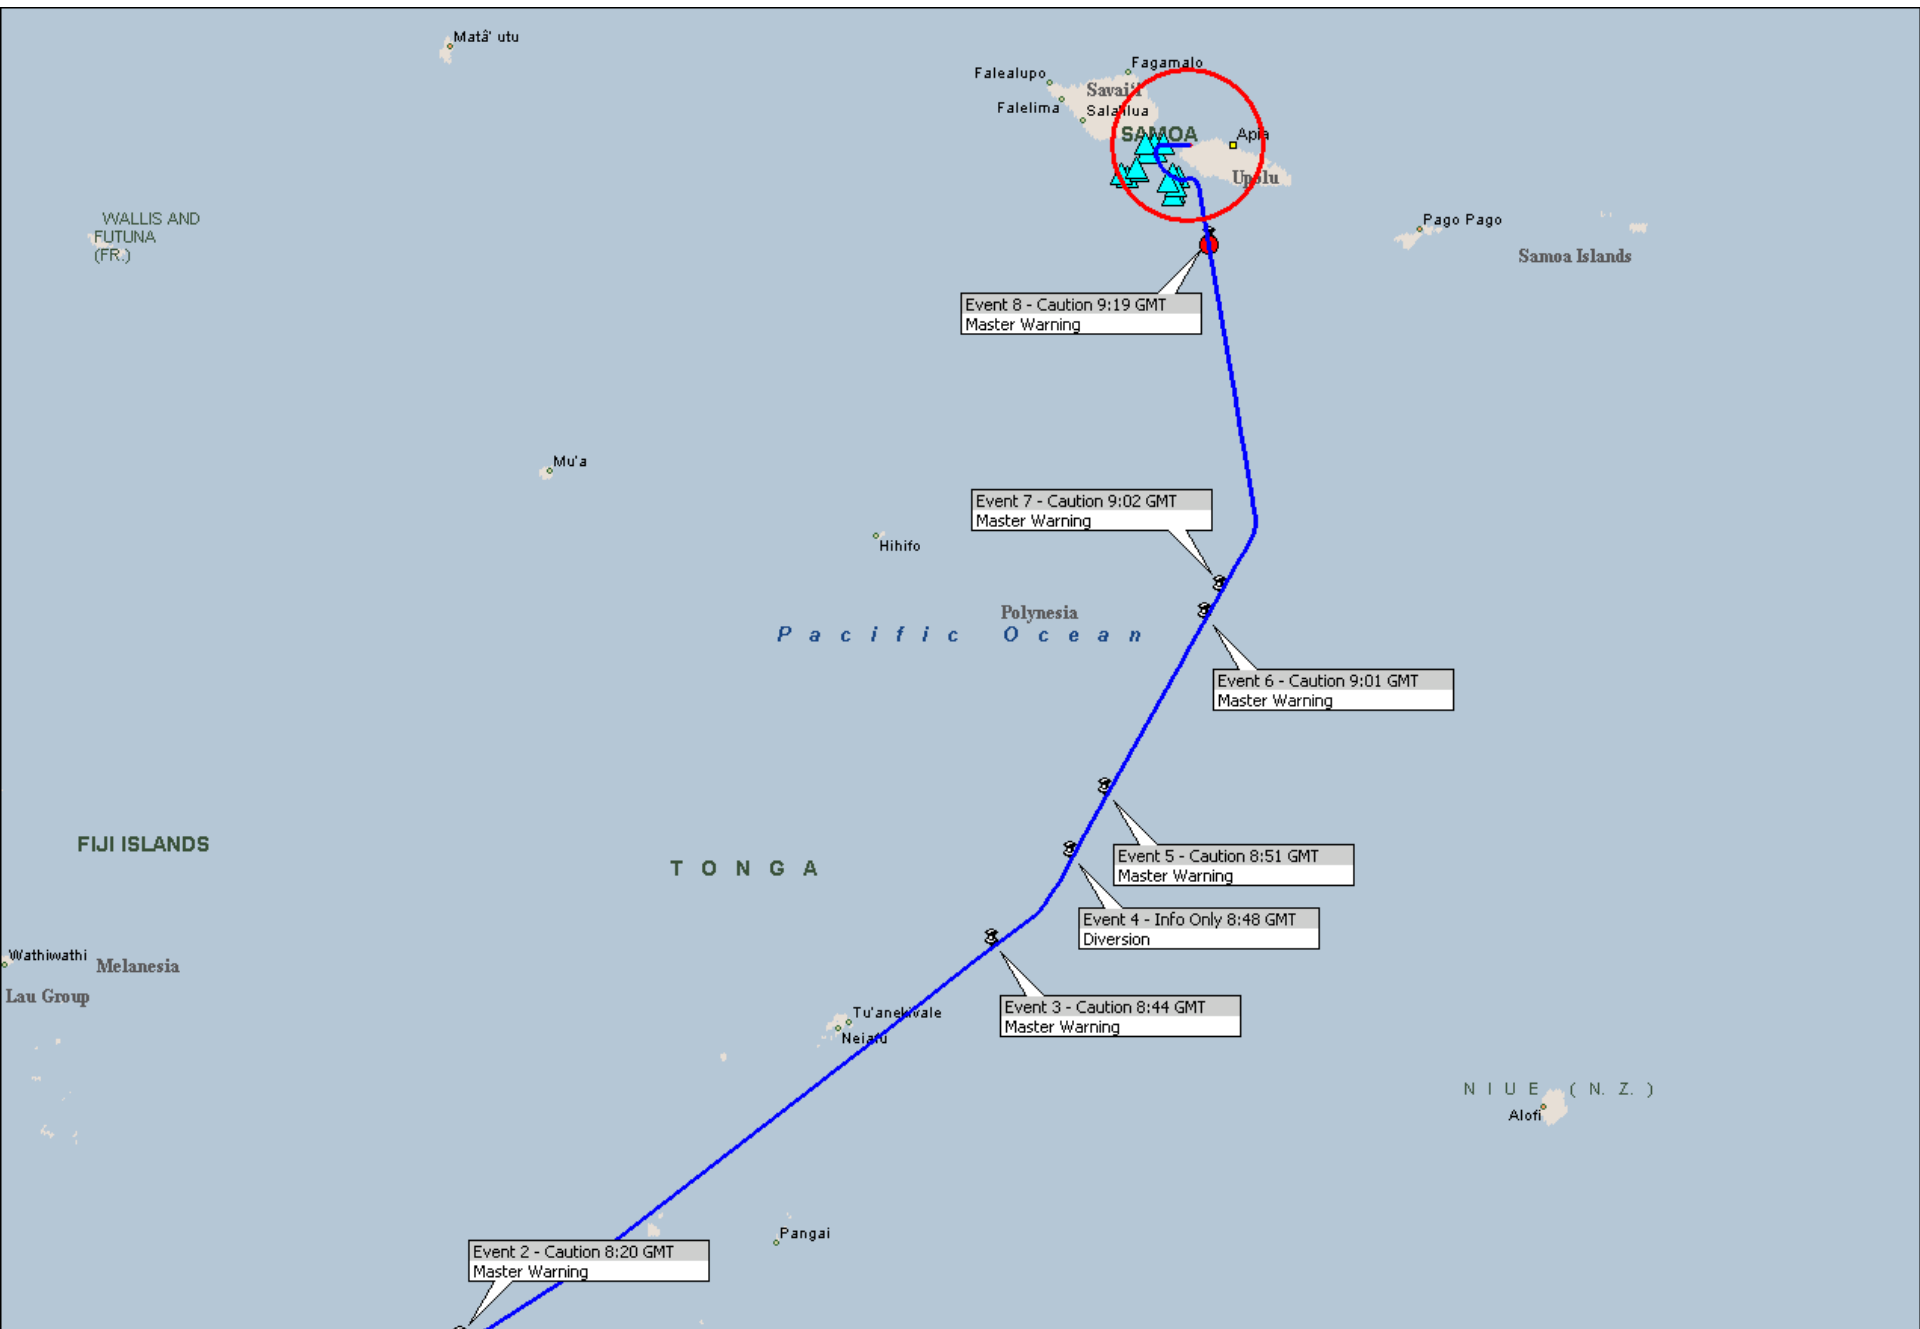 Matâ' utu
Fagamalo
Falealupo
Savai'i
Falelima
Salailua
SAMOA
Apia
Upolu
WALLIS AND
FUTUNA
(FR.)
Pago Pago
Samoa Islands
Event 8 - Caution 9:19 GMT
Master Warning
Mu'a
Event 7 - Caution 9:02 GMT
Master Warning
Hihifo
Polynesia
Pacific Ocean
Event 6 - Caution 9:01 GMT
Master Warning
FIJI ISLANDS
TONGA
Event 5 - Caution 8:51 GMT
Master Warning
Event 4 - Info Only 8:48 GMT
Diversion
Wathiwathi
Melanesia
Lau Group
Event 3 - Caution 8:44 GMT
Master Warning
Tu'anekivale
Neiafu
NIUE (N. Z.)
Alofi
Pangai
Event 2 - Caution 8:20 GMT
Master Warning